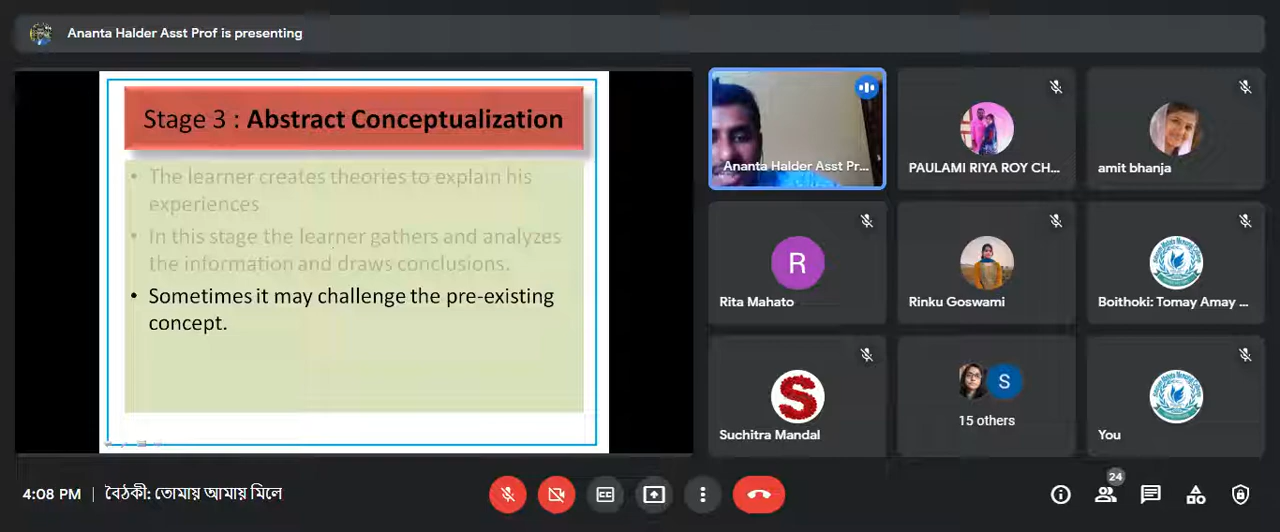 Ananta Halder Asst Prof is presenting
Stage 3 : Abstract Conceptualization
• The learner creates theories to explain his
experiences
• In this stage the learner gathers and analyzes
the information and draws conclusions.
• Sometimes it may challenge the pre-existing
concept.
Ananta Halder Asst Pr...
PAULAMI RIYA ROY CH...
amit bhanja
R
Rita Mahato
Rinku Goswami
Boithoki: Tomay Amay ...
S
Suchitra Mandal
S
15 others
You
4:08 PM | বৈঠকী: তোমায় আমায় মিলে
24